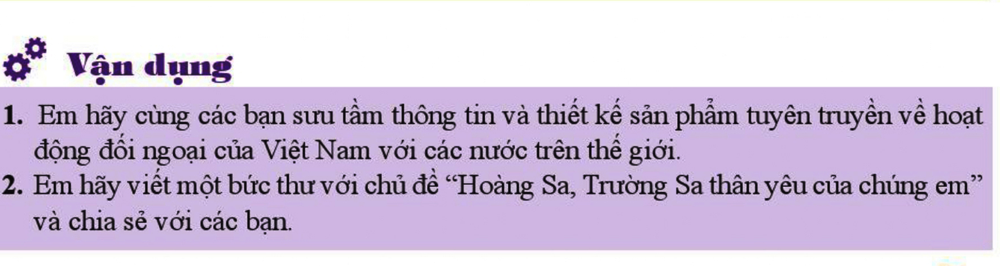 Vận dụng
1. Em hãy cùng các bạn sưu tầm thông tin và thiết kế sản phẩm tuyên truyền về hoạt
động đối ngoại của Việt Nam với các nước trên thế giới.
2. Em hãy viết một bức thư với chủ đề “Hoàng Sa, Trường Sa thân yêu của chúng em”
và chia sẻ với các bạn.